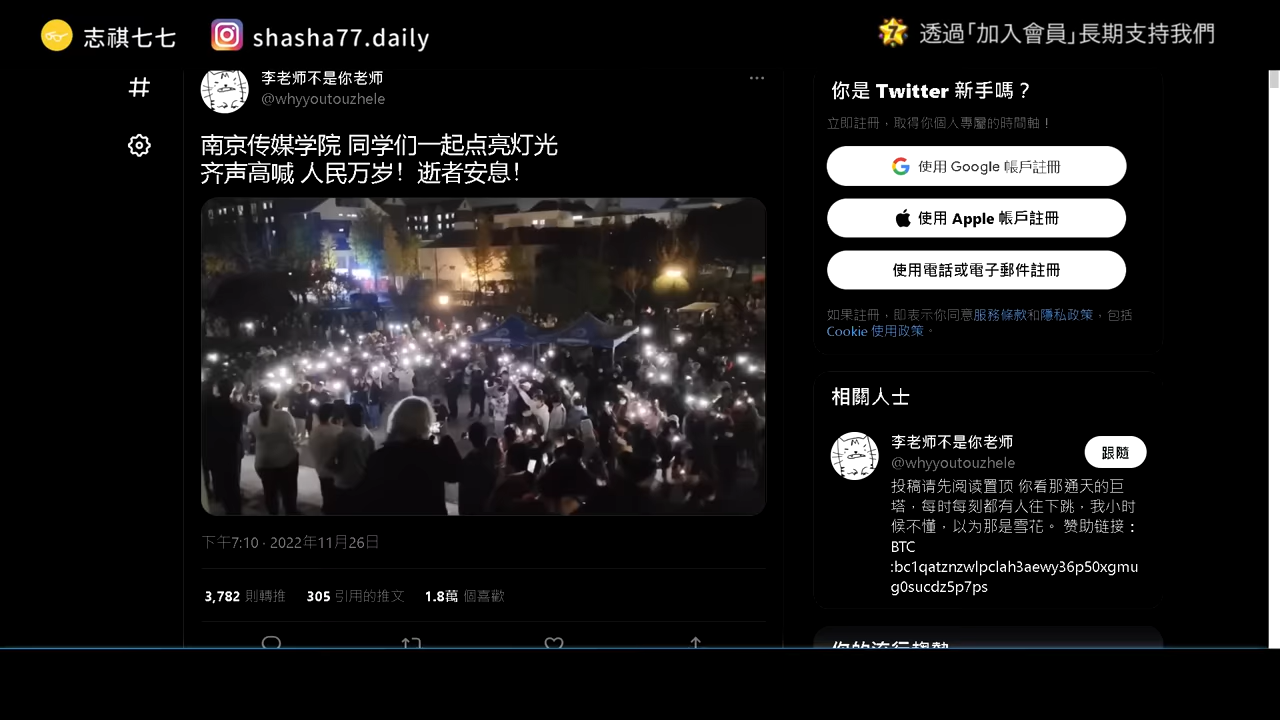 志祺七七
shasha77.daily
7 透過「加入會員」長期支持我們
李老师不是你老师
@whyyoutouzhele
南京传媒学院 同学们一起点亮灯光
齐声高喊 人民万岁！逝者安息！
下午7:10 · 2022年11月26日
3,782 則轉推 305 引用的推文 1.8萬 個喜歡
你是 Twitter 新手嗎？
立即註冊，取得你個人專屬的時間軸！
使用 Google 帳戶註冊
使用 Apple 帳戶註冊
使用電話或電子郵件註冊
如果註冊，即表示你同意服務條款和隱私政策，包括
Cookie 使用政策。
相關人士
李老师不是你老师
@whyyoutouzhele
跟隨
投稿请先阅读置顶 你看那通天的巨
塔，每时每刻都有人往下跳，我小时
候不懂，以为那是雪花。 赞助链接：
BTC
:bc1qatznzwlpclah3aewy36p50xgmu
g0sucdz5p7ps
你的流行趨勢